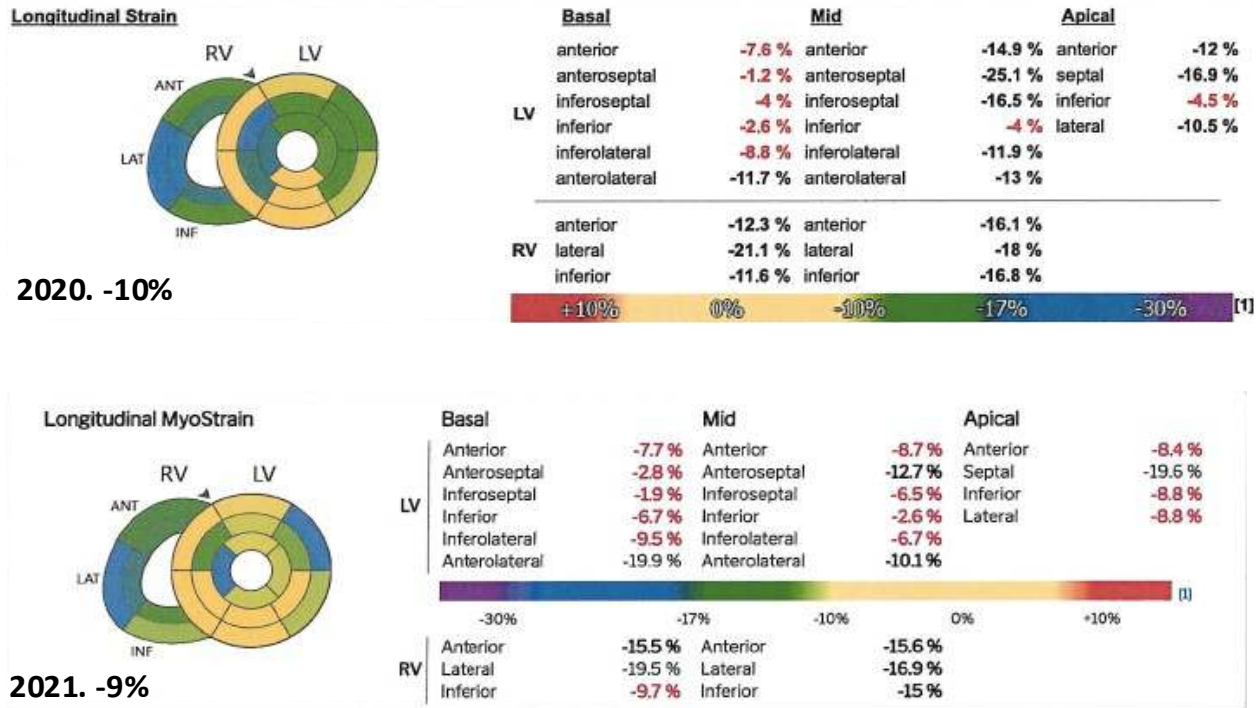 Longitudinal Strain
RV LV
ANT
LAT
INF
2020. -10%
Basal Mid Apical
LV
anterior -7.6 % anterior -14.9 % anterior -12 %
anteroseptal -1.2 % anteroseptal -25.1 % septal -16.9 %
inferoseptal -4 % inferoseptal -16.5 % inferior -4.5 %
inferior -2.6 % inferior -4 % lateral -10.5 %
inferolateral -8.8 % inferolateral -11.9 %
anterolateral -11.7 % anterolateral -13 %
RV
anterior -12.3 % anterior -16.1 %
lateral -21.1 % lateral -18 %
inferior -11.6 % inferior -16.8 %
+10% 0% -10% -17% -30% [1]
Longitudinal MyoStrain
RV LV
ANT
LAT
INF
2021. -9%
Basal Mid Apical
LV
Anterior -7.7 % Anterior -8.7 % Anterior -8.4 %
Anteroseptal -2.8 % Anteroseptal -12.7 % Septal -19.6 %
Inferoseptal -1.9 % Inferoseptal -6.5 % Inferior -8.8 %
Inferior -6.7 % Inferior -2.6 % Lateral -8.8 %
Inferolateral -9.5 % Inferolateral -6.7 %
Anterolateral -19.9 % Anterolateral -10.1 %
[1]
-30% -17% -10% 0% +10%
RV
Anterior -15.5 % Anterior -15.6 %
Lateral -19.5 % Lateral -16.9 %
Inferior -9.7 % Inferior -15 %